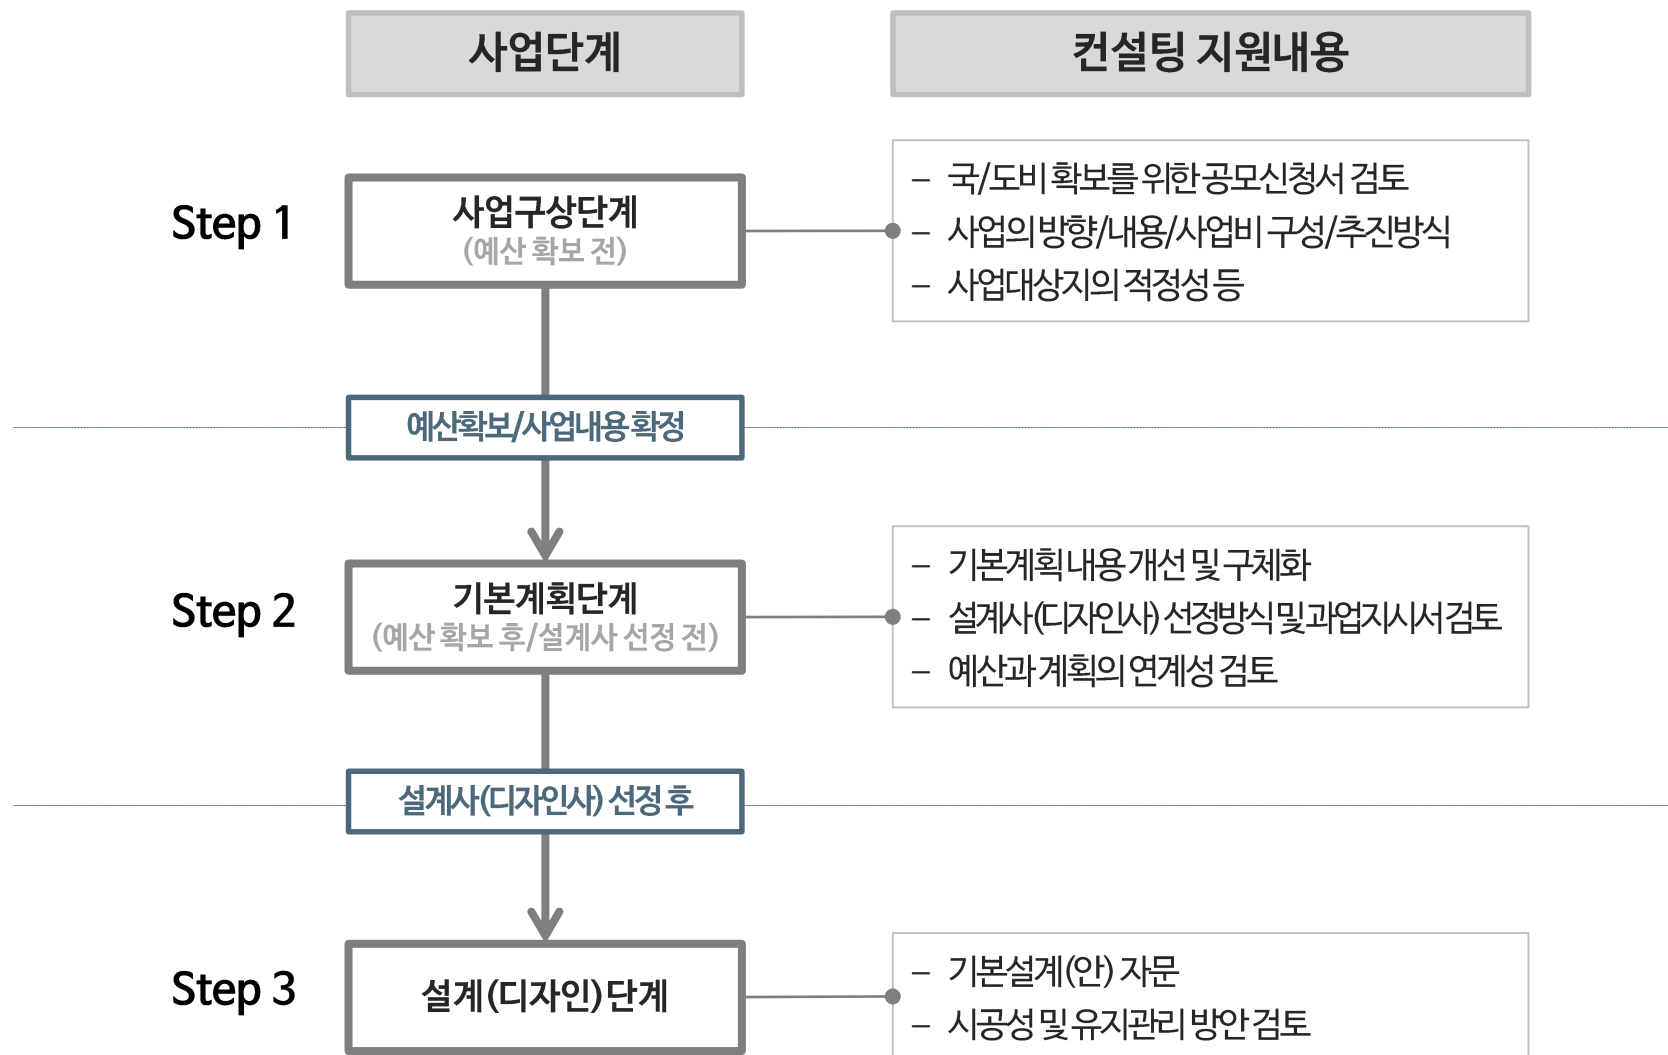 사업단계
컨설팅 지원내용
Step 1
사업구상단계
(예산 확보 전)
– 국/도비 확보를 위한 공모신청서 검토
– 사업의 방향/내용/사업비 구성/추진방식
– 사업대상지의 적정성 등
예산확보/사업내용 확정
Step 2
기본계획단계
(예산 확보 후/설계사 선정 전)
– 기본계획 내용 개선 및 구체화
– 설계사(디자인사) 선정방식 및 과업지시서 검토
– 예산과 계획의 연계성 검토
설계사(디자인사) 선정 후
Step 3
설계(디자인)단계
– 기본설계(안) 자문
– 시공성 및 유지관리 방안 검토